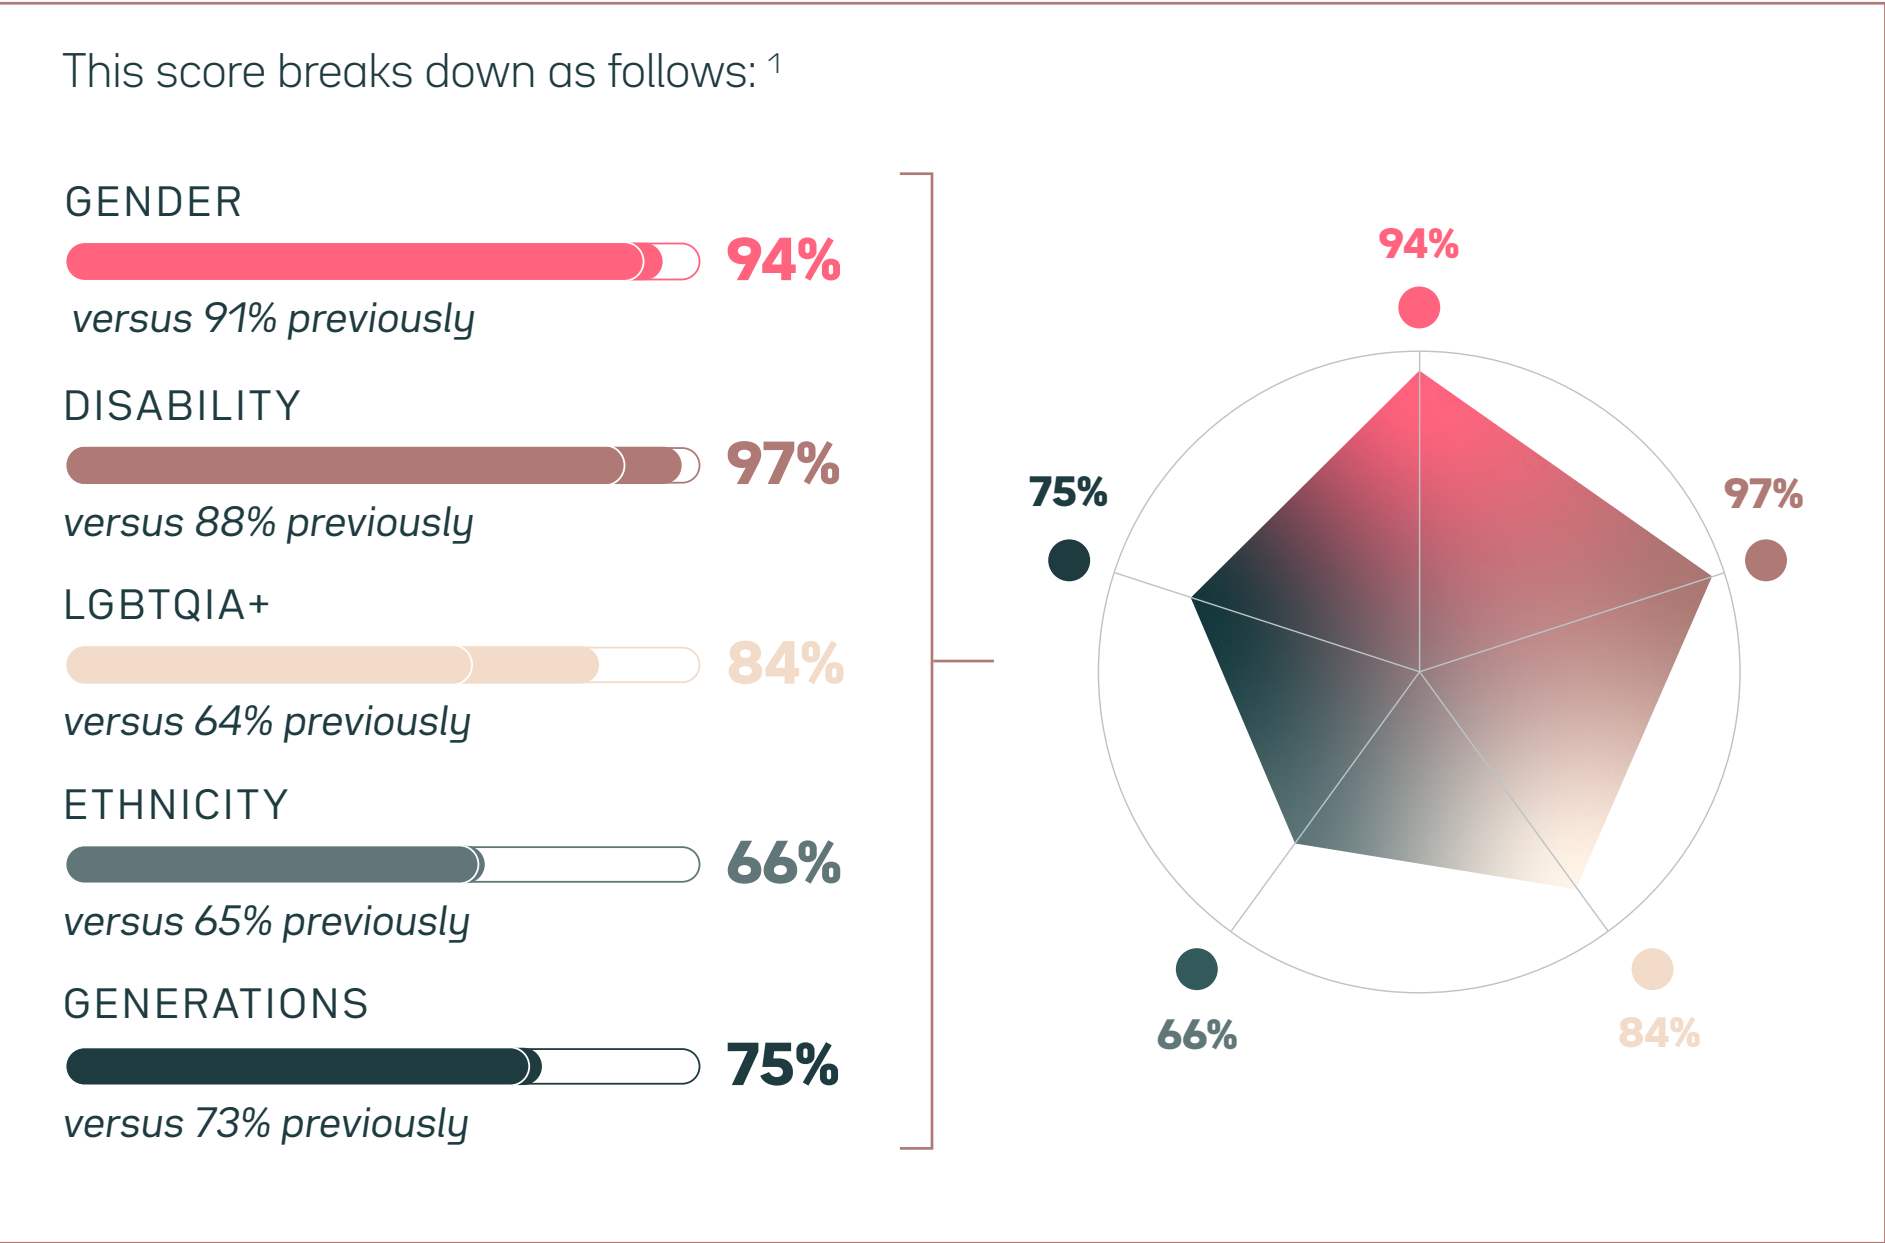 This score breaks down as follows: 1
GENDER
94%
versus 91% previously
DISABILITY
97%
versus 88% previously
LGBTQIA+
84%
versus 64% previously
ETHNICITY
66%
versus 65% previously
GENERATIONS
75%
versus 73% previously
94%
75%
97%
66%
84%